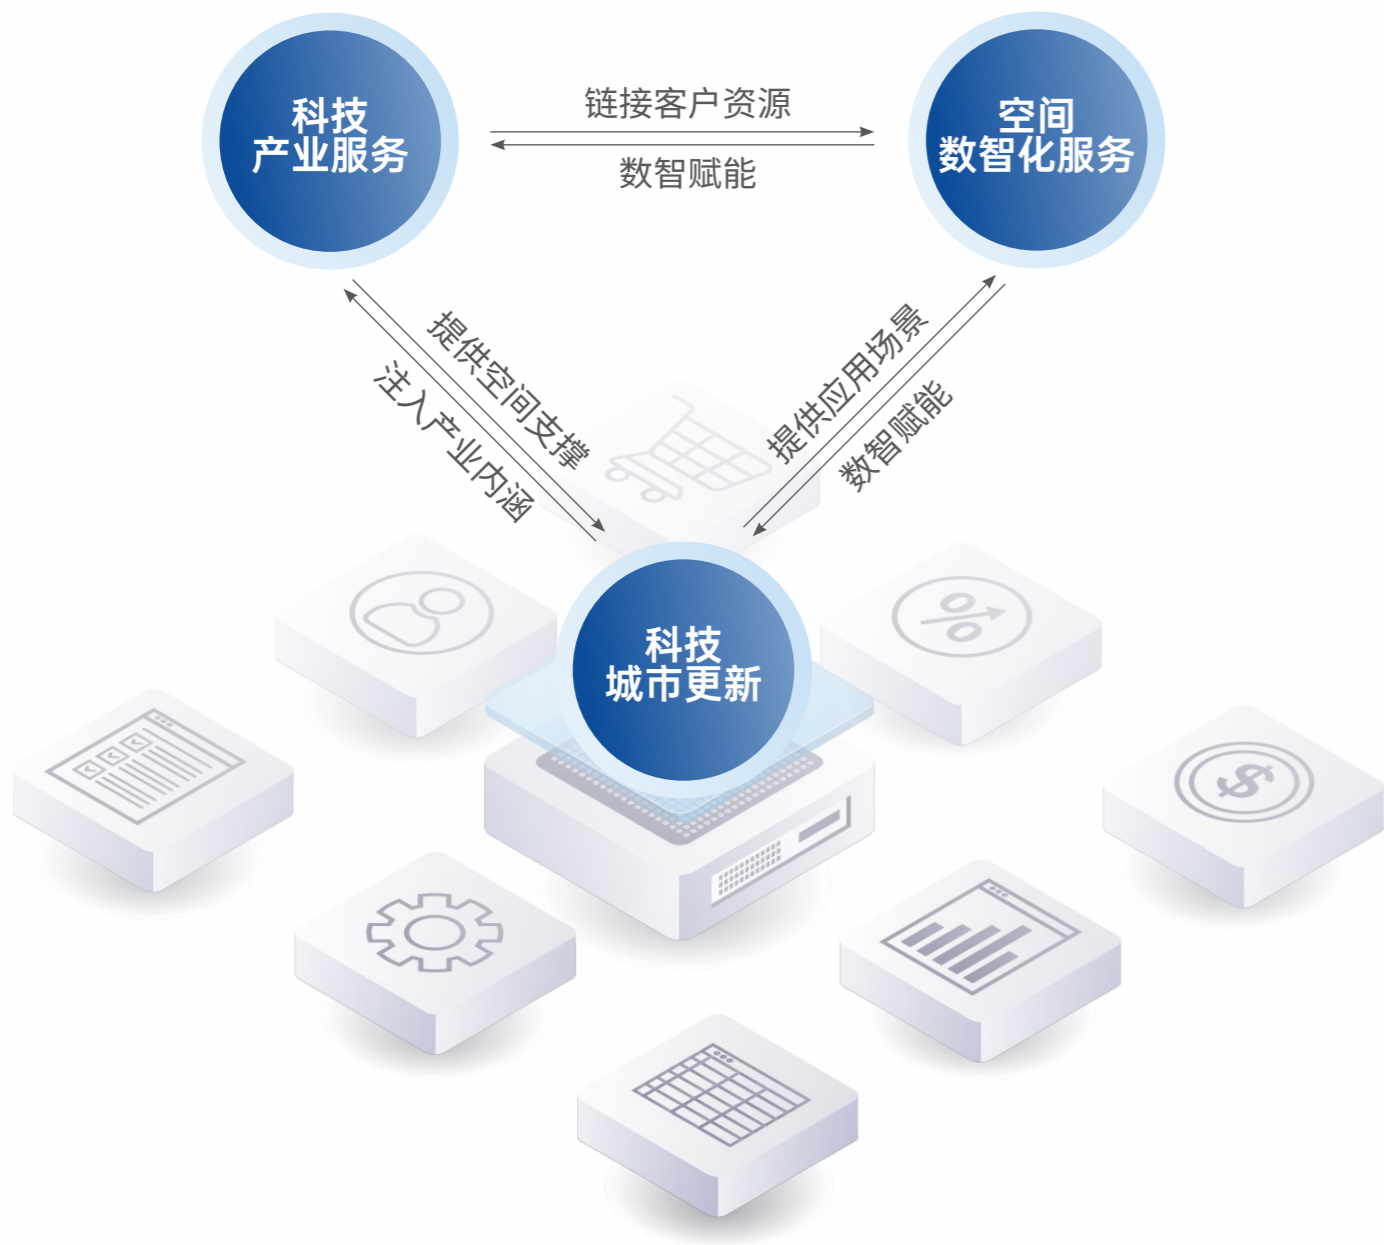 科技
产业服务
链接客户资源
数智赋能
空间
数智化服务
提供空间支撑
注入产业内涵
提供应用场景
数智赋能
科技
城市更新
%
$